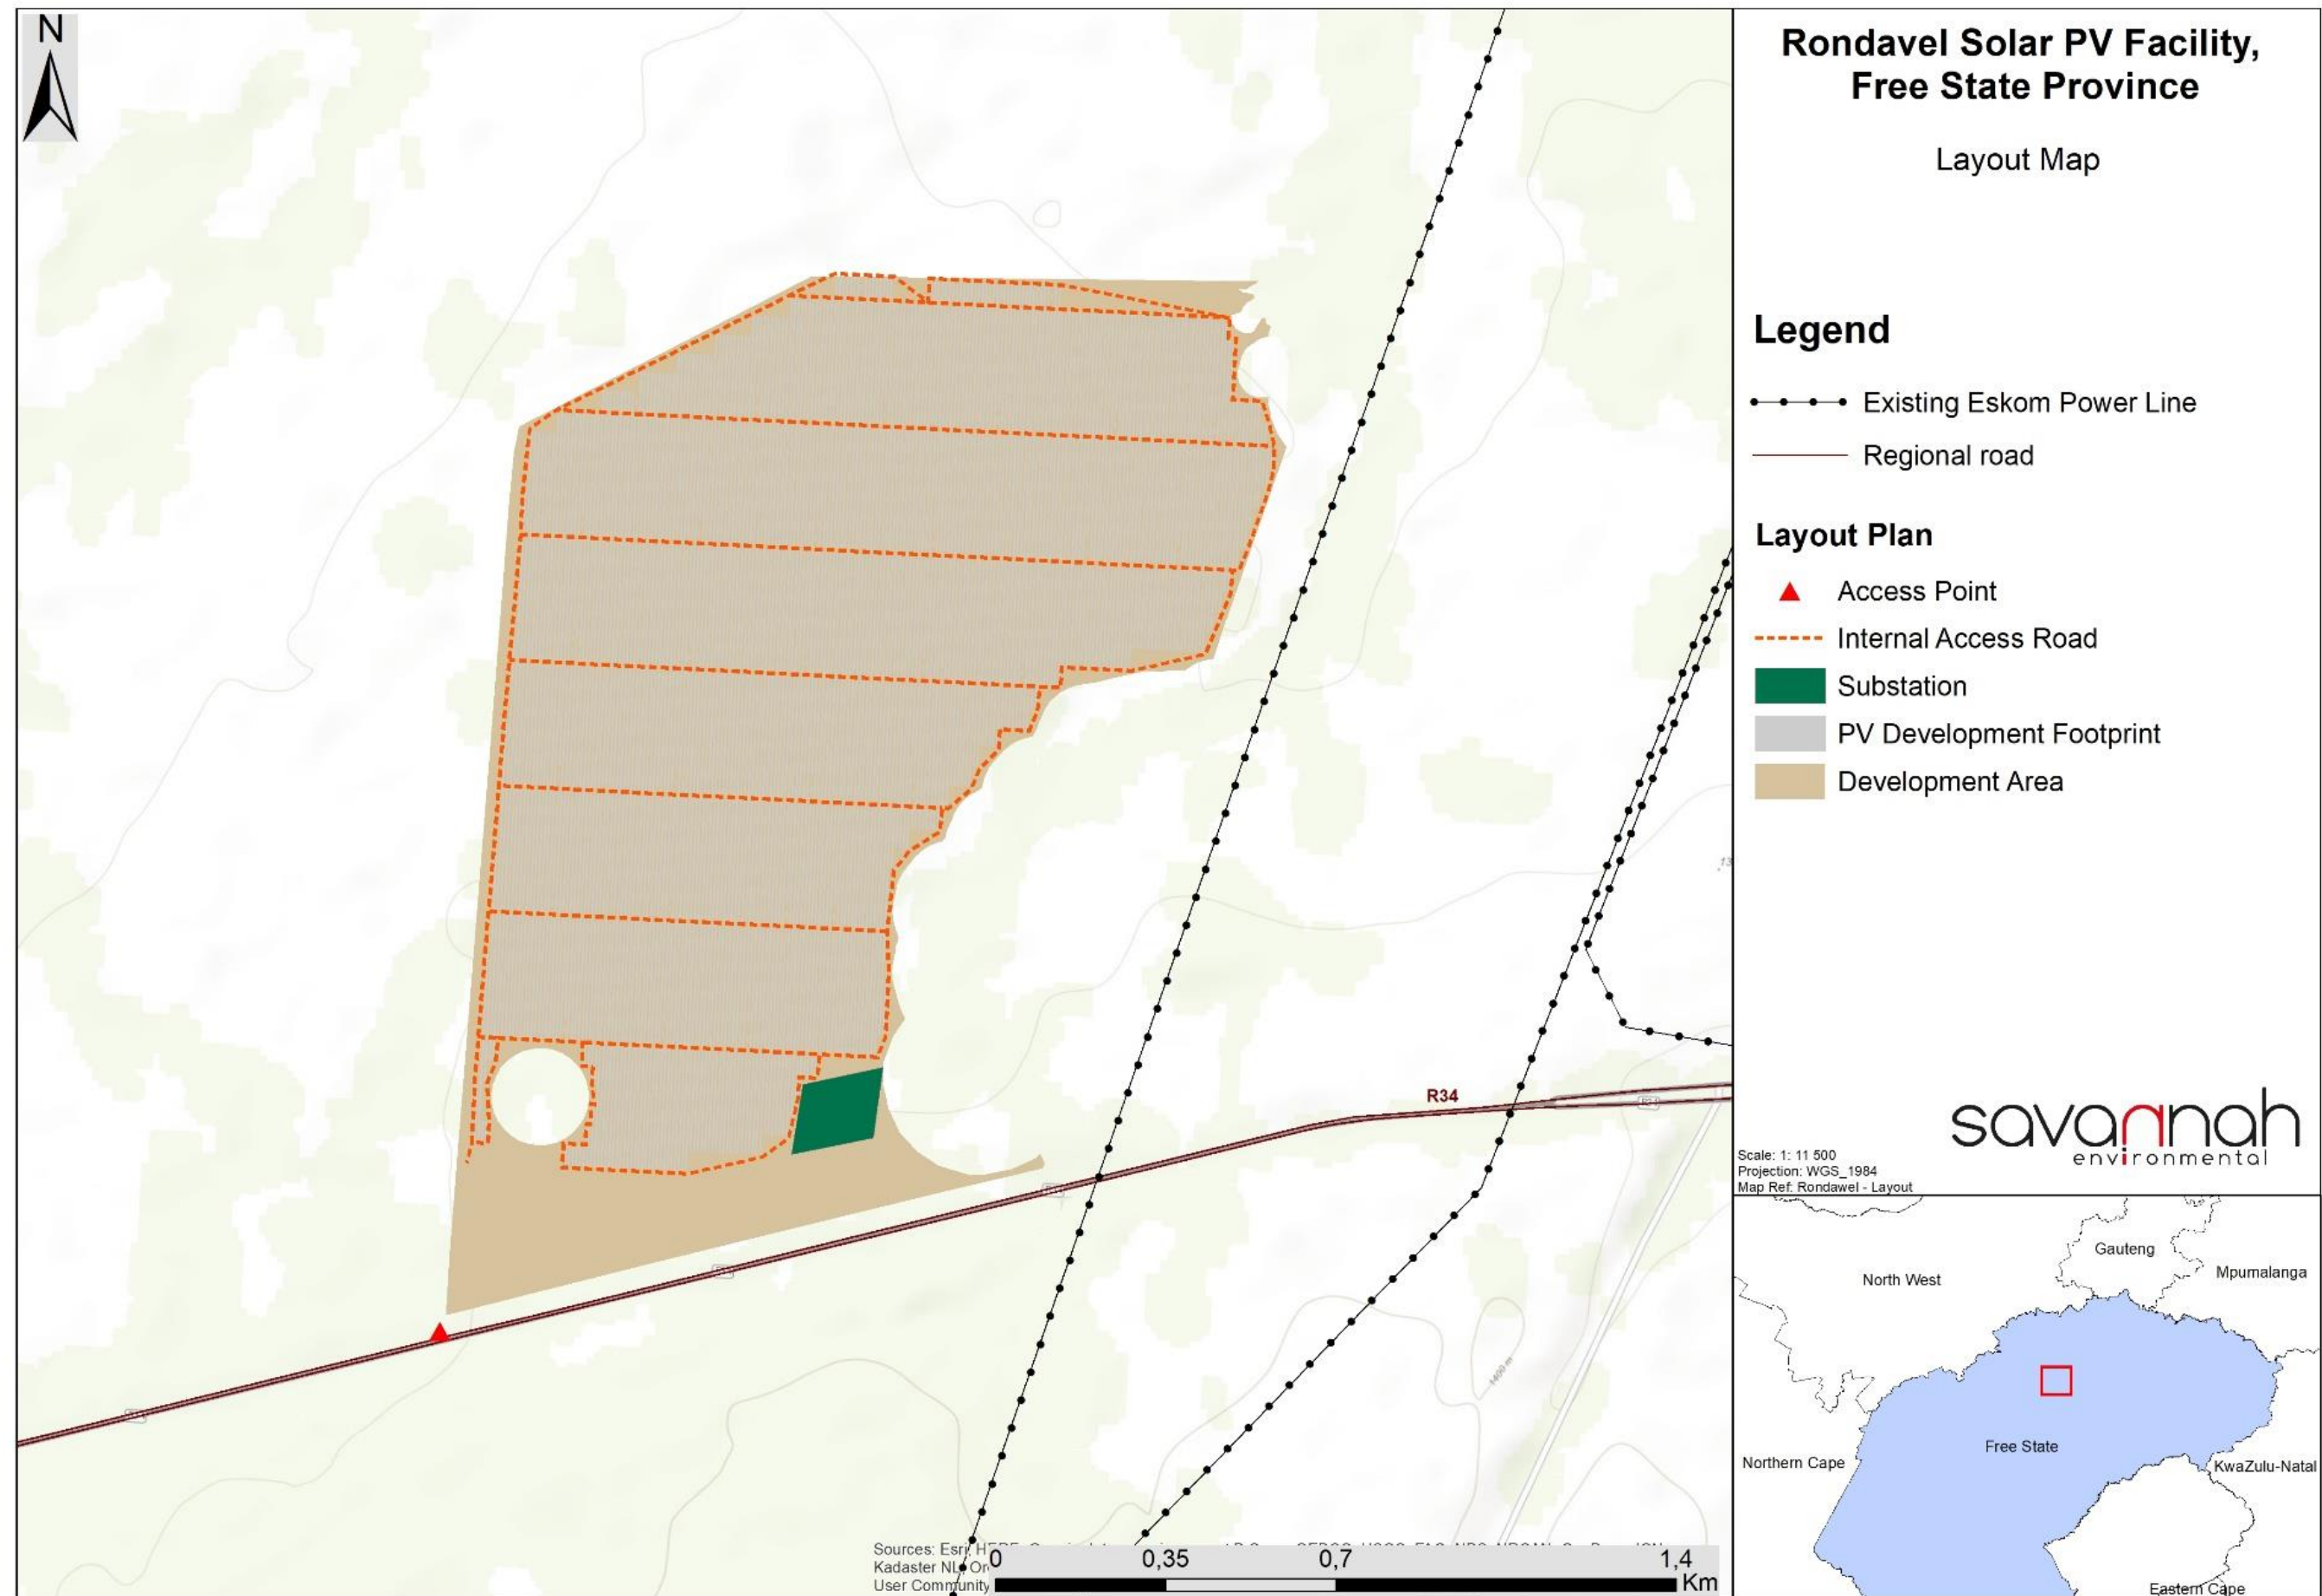 N
Rondavel Solar PV Facility,
Free State Province
Layout Map
Legend
Existing Eskom Power Line
Regional road
Layout Plan
Access Point
Internal Access Road
Substation
PV Development Footprint
Development Area
R34
1400 m
savannah
environmental
Scale: 1: 11 500
Projection: WGS_1984
Map Ref: Rondawel - Layout
Gauteng
North West
Mpumalanga
Free State
Northern Cape
KwaZulu-Natal
Eastern Cape
Sources: Esri,
Kadaster NL,
User Community
0 0,35 0,7 1,4
Km